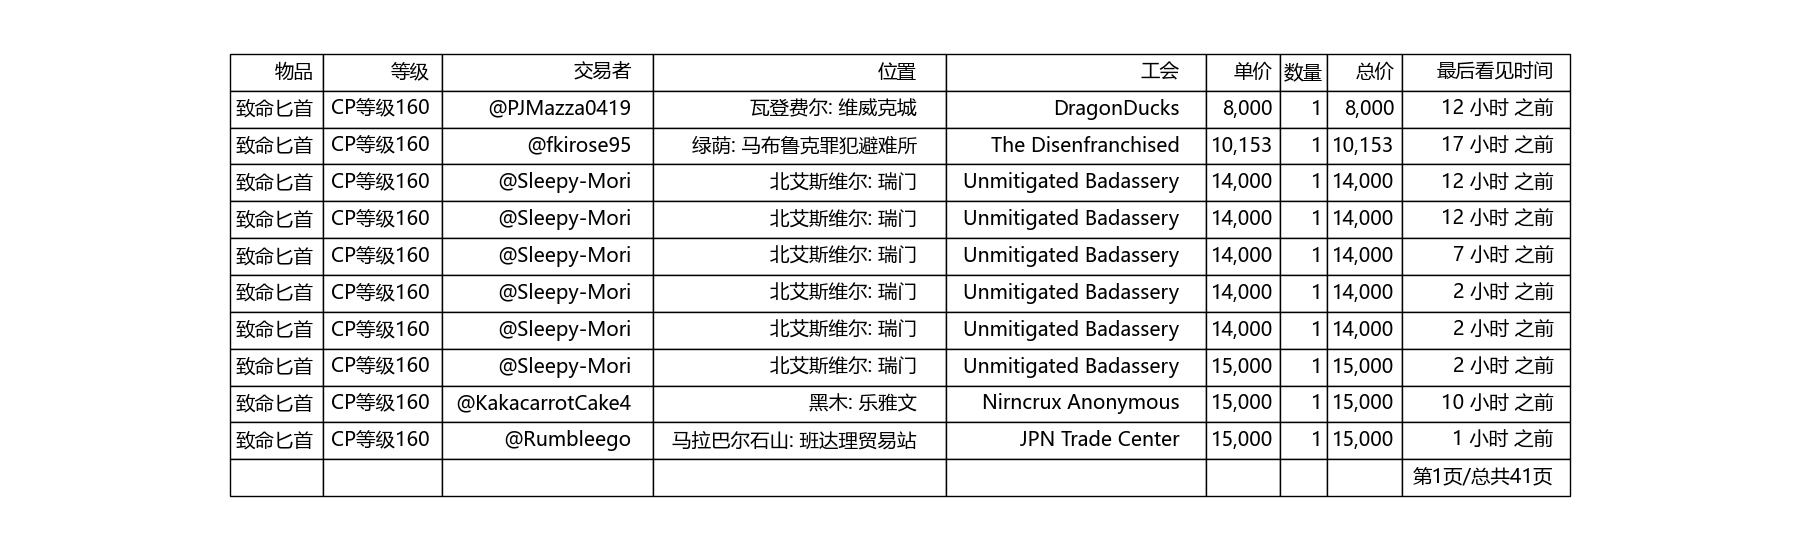 物品 等级 交易者 位置 工会 单价 数量 总价 最后看见时间
致命匕首 CP等级160 @PJMazza0419 瓦登费尔: 维威克城 DragonDucks 8,000 1 8,000 12 小时 之前
致命匕首 CP等级160 @fkirose95 绿荫: 马布鲁克罪犯避难所 The Disenfranchised 10,153 1 10,153 17 小时 之前
致命匕首 CP等级160 @Sleepy-Mori 北艾斯维尔: 瑞门 Unmitigated Badassery 14,000 1 14,000 12 小时 之前
致命匕首 CP等级160 @Sleepy-Mori 北艾斯维尔: 瑞门 Unmitigated Badassery 14,000 1 14,000 12 小时 之前
致命匕首 CP等级160 @Sleepy-Mori 北艾斯维尔: 瑞门 Unmitigated Badassery 14,000 1 14,000 7 小时 之前
致命匕首 CP等级160 @Sleepy-Mori 北艾斯维尔: 瑞门 Unmitigated Badassery 14,000 1 14,000 2 小时 之前
致命匕首 CP等级160 @Sleepy-Mori 北艾斯维尔: 瑞门 Unmitigated Badassery 14,000 1 14,000 2 小时 之前
致命匕首 CP等级160 @Sleepy-Mori 北艾斯维尔: 瑞门 Unmitigated Badassery 15,000 1 15,000 2 小时 之前
致命匕首 CP等级160 @KakacarrotCake4 黑木: 乐雅文 Nirncrux Anonymous 15,000 1 15,000 10 小时 之前
致命匕首 CP等级160 @Rumbleego 马拉巴尔石山: 班达理贸易站 JPN Trade Center 15,000 1 15,000 1 小时 之前
第1页/总共41页